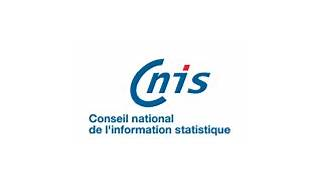 Cnis
Conseil national
de l'information statistique